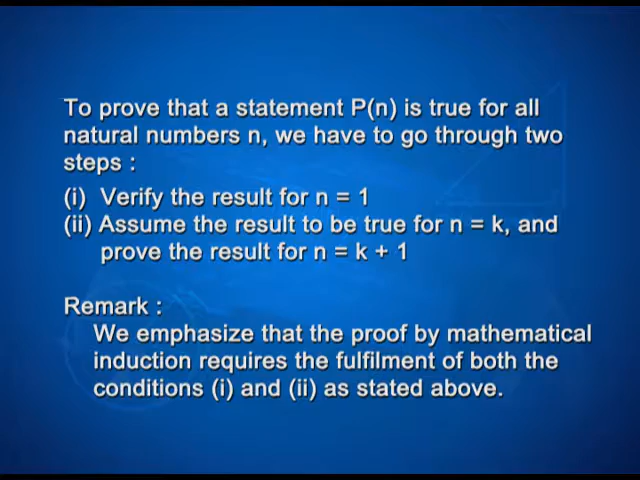 To prove that a statement P(n) is true for all
natural numbers n, we have to go through two
steps :
(i) Verify the result for n = 1
(ii) Assume the result to be true for n = k, and
prove the result for n = k + 1
Remark :
We emphasize that the proof by mathematical
induction requires the fulfilment of both the
conditions (i) and (ii) as stated above.